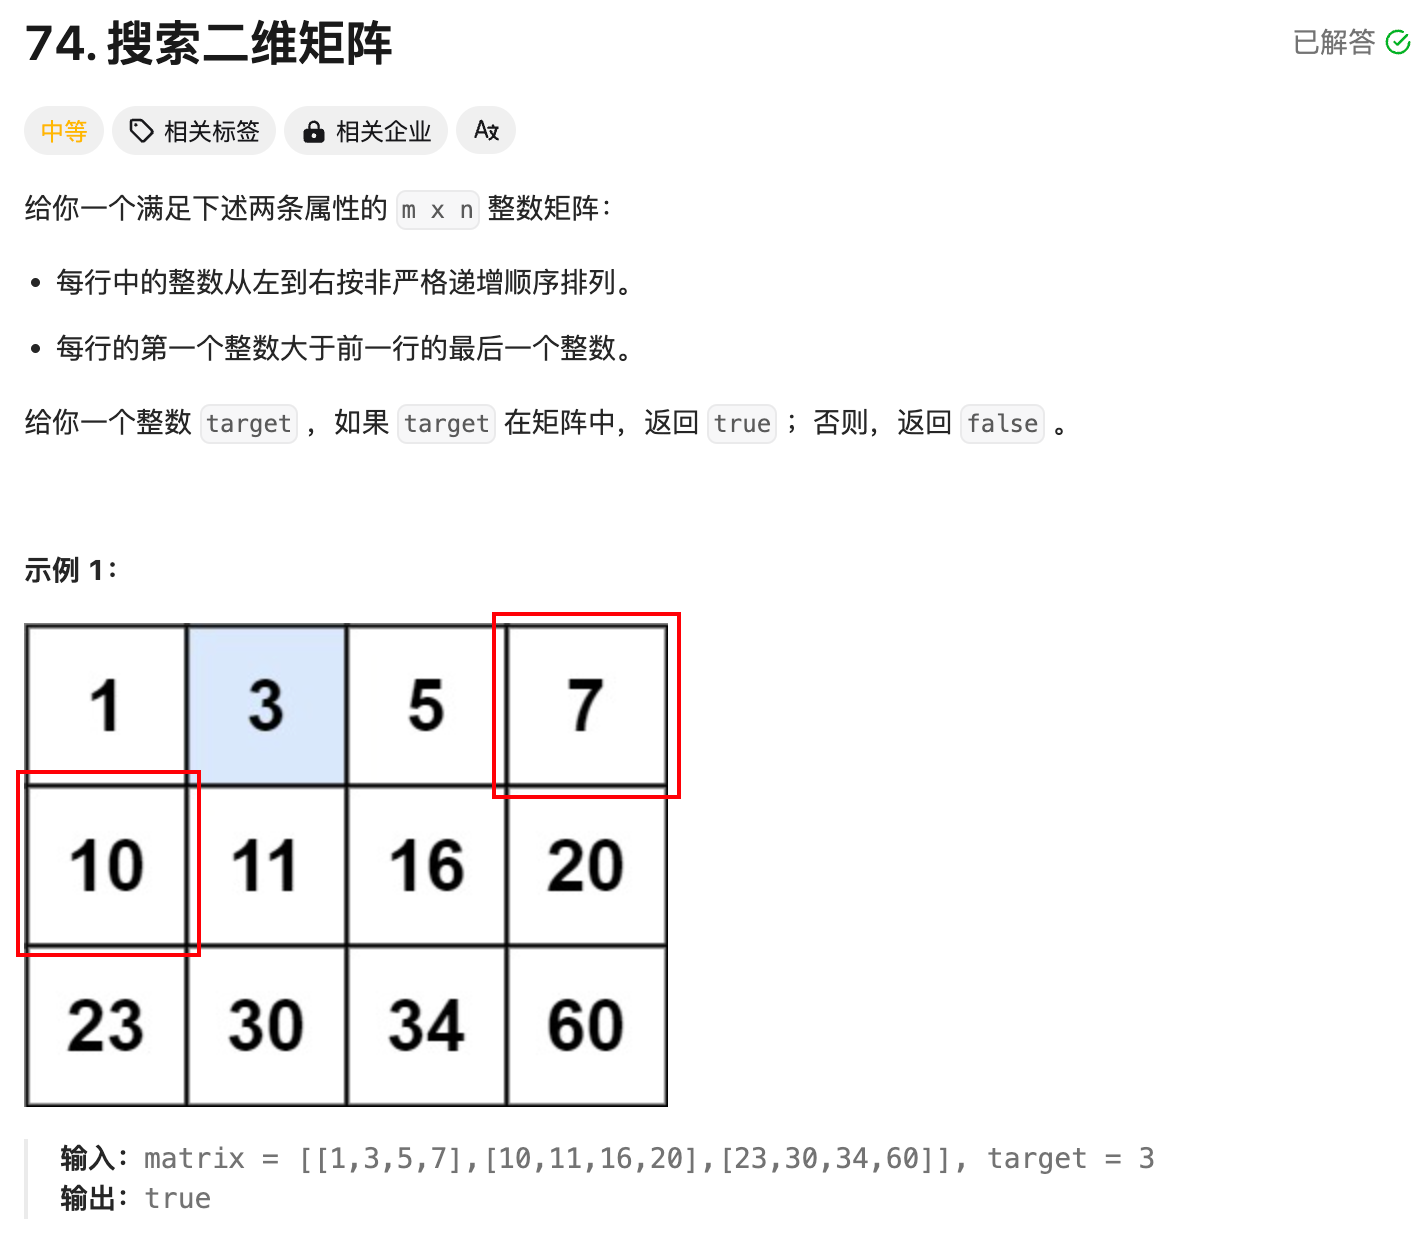 74. 搜索二维矩阵
已解答
中等 相关标签 相关企业 A文
给你一个满足下述两条属性的 m x n 整数矩阵：
• 每行中的整数从左到右按非严格递增顺序排列。
• 每行的第一个整数大于前一行的最后一个整数。
给你一个整数 target ，如果 target 在矩阵中，返回 true ；否则，返回 false 。
示例 1：
1 3 5 7
10 11 16 20
23 30 34 60
输入：matrix = [[1,3,5,7],[10,11,16,20],[23,30,34,60]], target = 3
输出：true